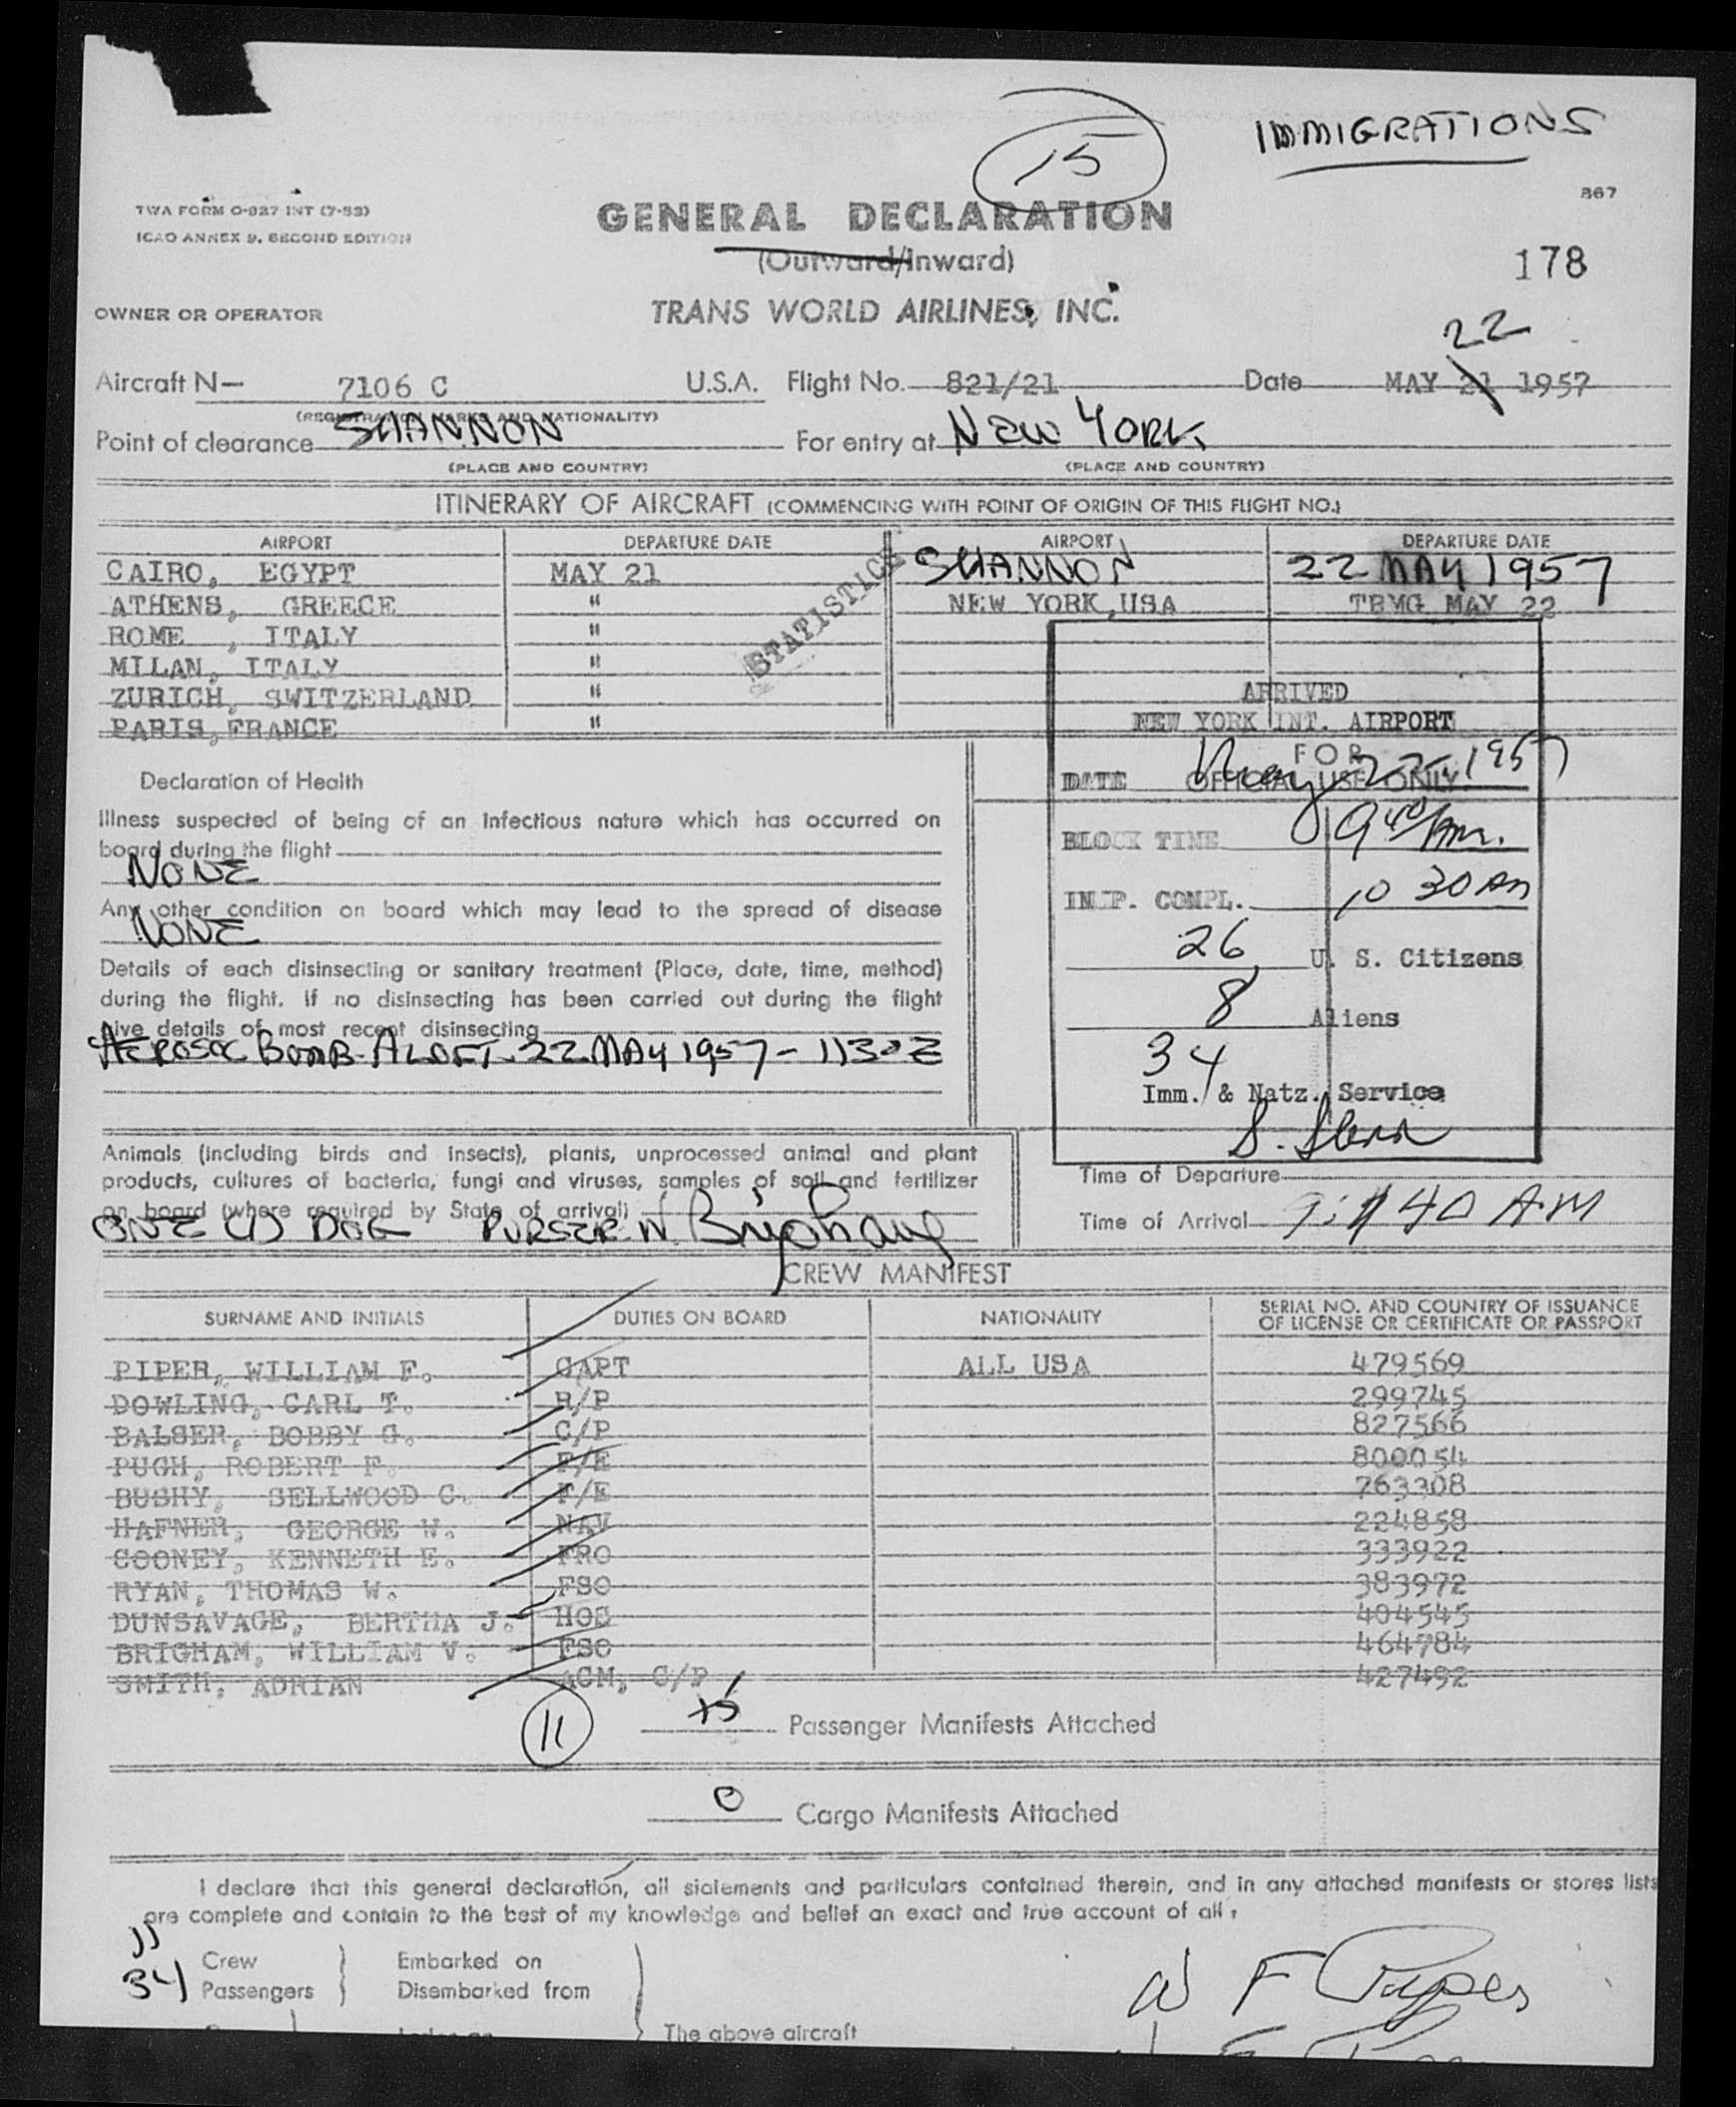 IMMIGRATIONS
15
TWA FORM O-927 INT (7-53)
867
ICAO ANNEX 9, SECOND EDITION
GENERAL DECLARATION
(Outward/Inward)
178
OWNER OR OPERATOR
TRANS WORLD AIRLINES, INC.
22
Aircraft N— 7106 C U.S.A. Flight No. 821/21 Date MAY 21 1957
(REGISTRATION MARKS AND NATIONALITY)
Point of clearance SHANNON For entry at NEW YORK
(PLACE AND COUNTRY) (PLACE AND COUNTRY)
ITINERARY OF AIRCRAFT (COMMENCING WITH POINT OF ORIGIN OF THIS FLIGHT NO.)
AIRPORT DEPARTURE DATE AIRPORT DEPARTURE DATE
CAIRO, EGYPT MAY 21 SHANNON 22 MAY 1957
ATHENS, GREECE " NEW YORK,USA TRMG MAY 22
ROME , ITALY "
MILAN, ITALY "
ZURICH, SWITZERLAND "
PARIS,FRANCE "
STATISTICS
ARRIVED
NEW YORK INT. AIRPORT
FOR
OFFICIAL USE ONLY
DATE May 22, 1957
BLOCK TIME 9 40 AM.
INSP. COMPL. 10 30 AM
26 U. S. Citizens
8 Aliens
34
Imm. & Natz. Service
S. Stern
Declaration of Health
Illness suspected of being of an infectious nature which has occurred on
board during the flight
NONE
Any other condition on board which may lead to the spread of disease
NONE
Details of each disinsecting or sanitary treatment (Place, date, time, method)
during the flight. If no disinsecting has been carried out during the flight
give details of most recent disinsecting
AEROSOL BOMB ALOFT 22 MAY 1957 - 1130Z
Animals (including birds and insects), plants, unprocessed animal and plant
products, cultures of bacteria, fungi and viruses, samples of soil and fertilizer
on board (where required by State of arrival)
ONE (1) DOG PURSER W. Brigham
Time of Departure
Time of Arrival 9:40 AM
CREW MANIFEST
SURNAME AND INITIALS DUTIES ON BOARD NATIONALITY SERIAL NO. AND COUNTRY OF ISSUANCE
OF LICENSE OR CERTIFICATE OR PASSPORT
PIPER, WILLIAM F. CAPT ALL USA 479569
DOWLING, CARL T. R/P 299745
BALSER, BOBBY G. C/P 827566
PUGH, ROBERT F. F/E 800054
BUSHY, SELLWOOD C. F/E 763308
HAFNER, GEORGE W. NAV 224858
COONEY, KENNETH E. FRO 333922
RYAN, THOMAS W. FSO 383972
DUNSAVAGE, BERTHA J. HOS 404545
BRIGHAM, WILLIAM V. FSO 464784
SMITH, ADRIAN ACM, C/P 427492
11
15 Passenger Manifests Attached
0 Cargo Manifests Attached
I declare that this general declaration, all statements and particulars contained therein, and in any attached manifests or stores lists
are complete and contain to the best of my knowledge and belief an exact and true account of all,
11 Crew Embarked on
34 Passengers Disembarked from
W F Piper
The above aircraft